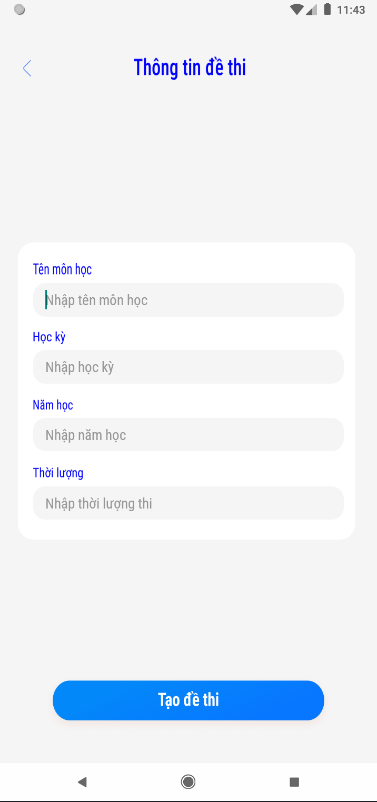 11:43
Thông tin đề thi
Tên môn học
Nhập tên môn học
Học kỳ
Nhập học kỳ
Năm học
Nhập năm học
Thời lượng
Nhập thời lượng thi
Tạo đề thi